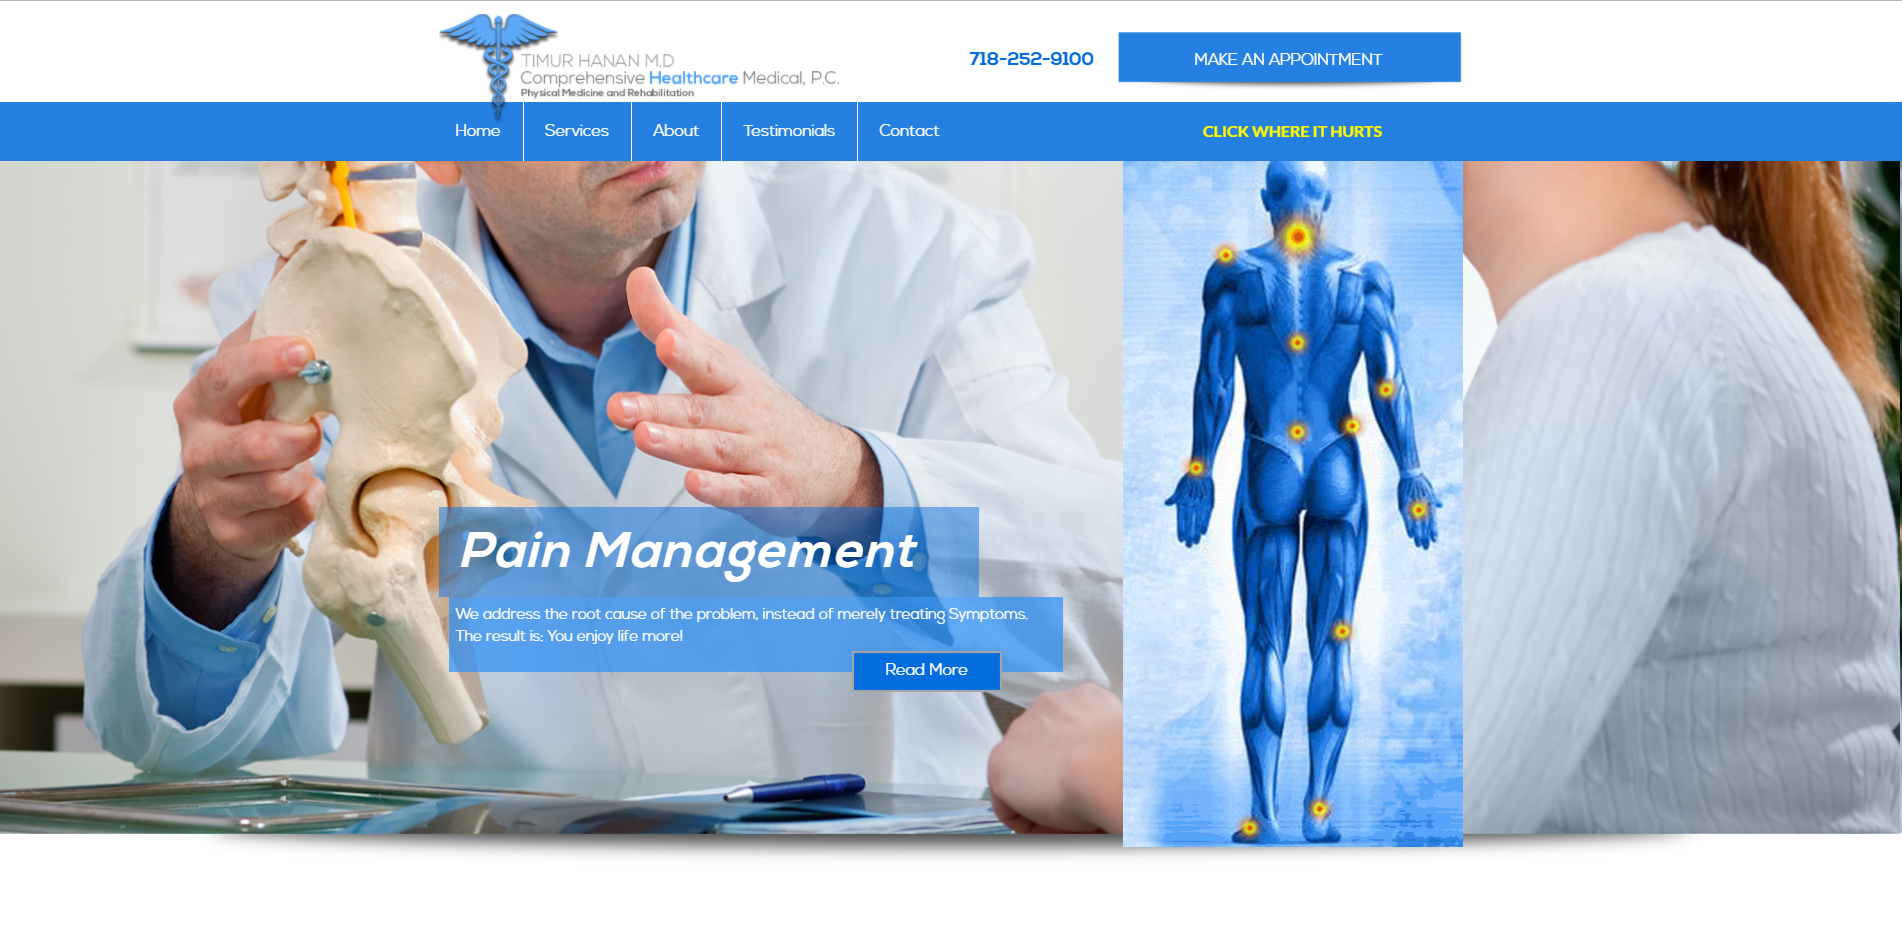 TIMUR HANAN M.D
Comprehensive Healthcare Medical, P.C.
Physical Medicine and Rehabilitation
718-252-9100
MAKE AN APPOINTMENT
Home
Services
About
Testimonials
Contact
CLICK WHERE IT HURTS
Pain Management
We address the root cause of the problem, instead of merely treating Symptoms.
The result is: You enjoy life more!
Read More